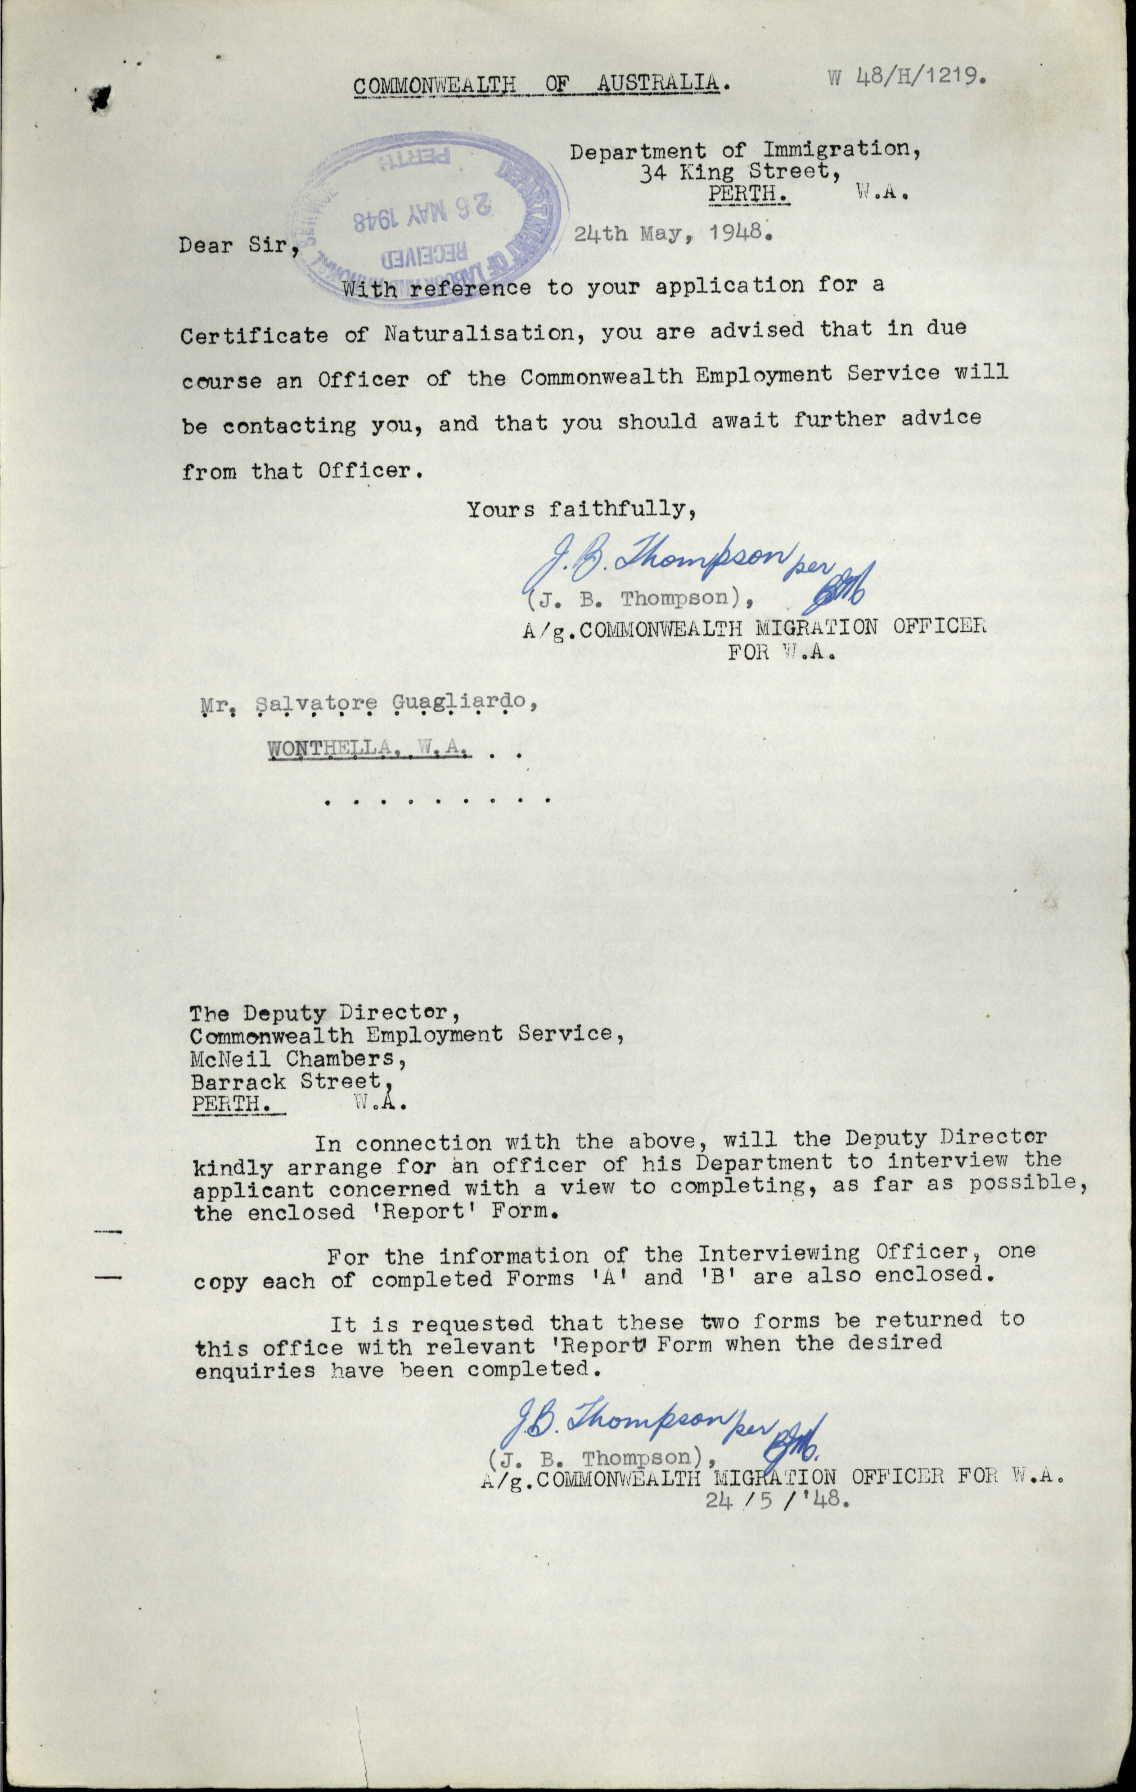 COMMONWEALTH OF AUSTRALIA.
W 48/H/1219.
Department of Immigration,
34 King Street,
PERTH. W.A.
24th May, 1948.
DEPARTMENT OF LABOUR AND NATIONAL SERVICE
RECEIVED
26 MAY 1948
PERTH
Dear Sir,
With reference to your application for a
Certificate of Naturalisation, you are advised that in due
course an Officer of the Commonwealth Employment Service will
be contacting you, and that you should await further advice
from that Officer.
Yours faithfully,
J. B. Thompson per
(J. B. Thompson),
A/g.COMMONWEALTH MIGRATION OFFICER
FOR W.A.
Mr. Salvatore Guagliardo,
WONTHELLA. W.A. . .
. . . . . . . . .
The Deputy Director,
Commonwealth Employment Service,
McNeil Chambers,
Barrack Street,
PERTH. W.A.
In connection with the above, will the Deputy Director
kindly arrange for an officer of his Department to interview the
applicant concerned with a view to completing, as far as possible,
the enclosed 'Report' Form.
For the information of the Interviewing Officer, one
copy each of completed Forms 'A' and 'B' are also enclosed.
It is requested that these two forms be returned to
this office with relevant 'Report' Form when the desired
enquiries have been completed.
J.B. Thompson per
(J. B. Thompson),
A/g.COMMONWEALTH MIGRATION OFFICER FOR W.A.
24 /5 /'48.